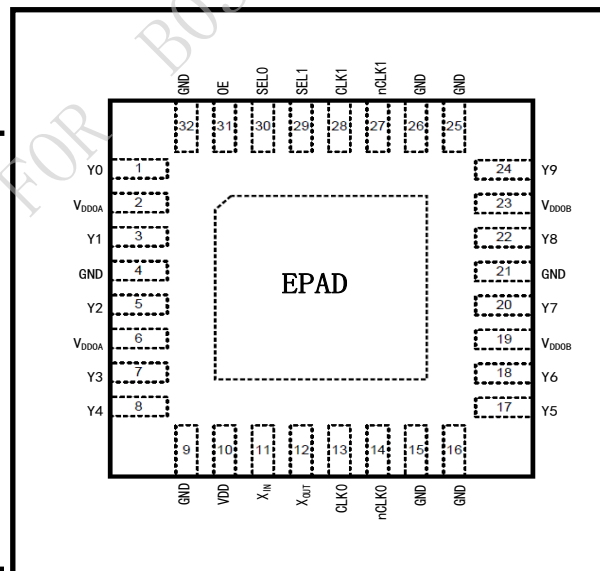 FOR BOS
GND OE SEL0 SEL1 CLK1 nCLK1 GND GND
32 31 30 29 28 27 26 25
Y0 1 24 Y9
VDDOA 2 23 VDDOB
Y1 3 22 Y8
GND 4 21 GND
EPAD
Y2 5 20 Y7
VDDOA 6 19 VDDOB
Y3 7 18 Y6
Y4 8 17 Y5
9 10 11 12 13 14 15 16
GND VDD XIN XOUT CLK0 nCLK0 GND GND